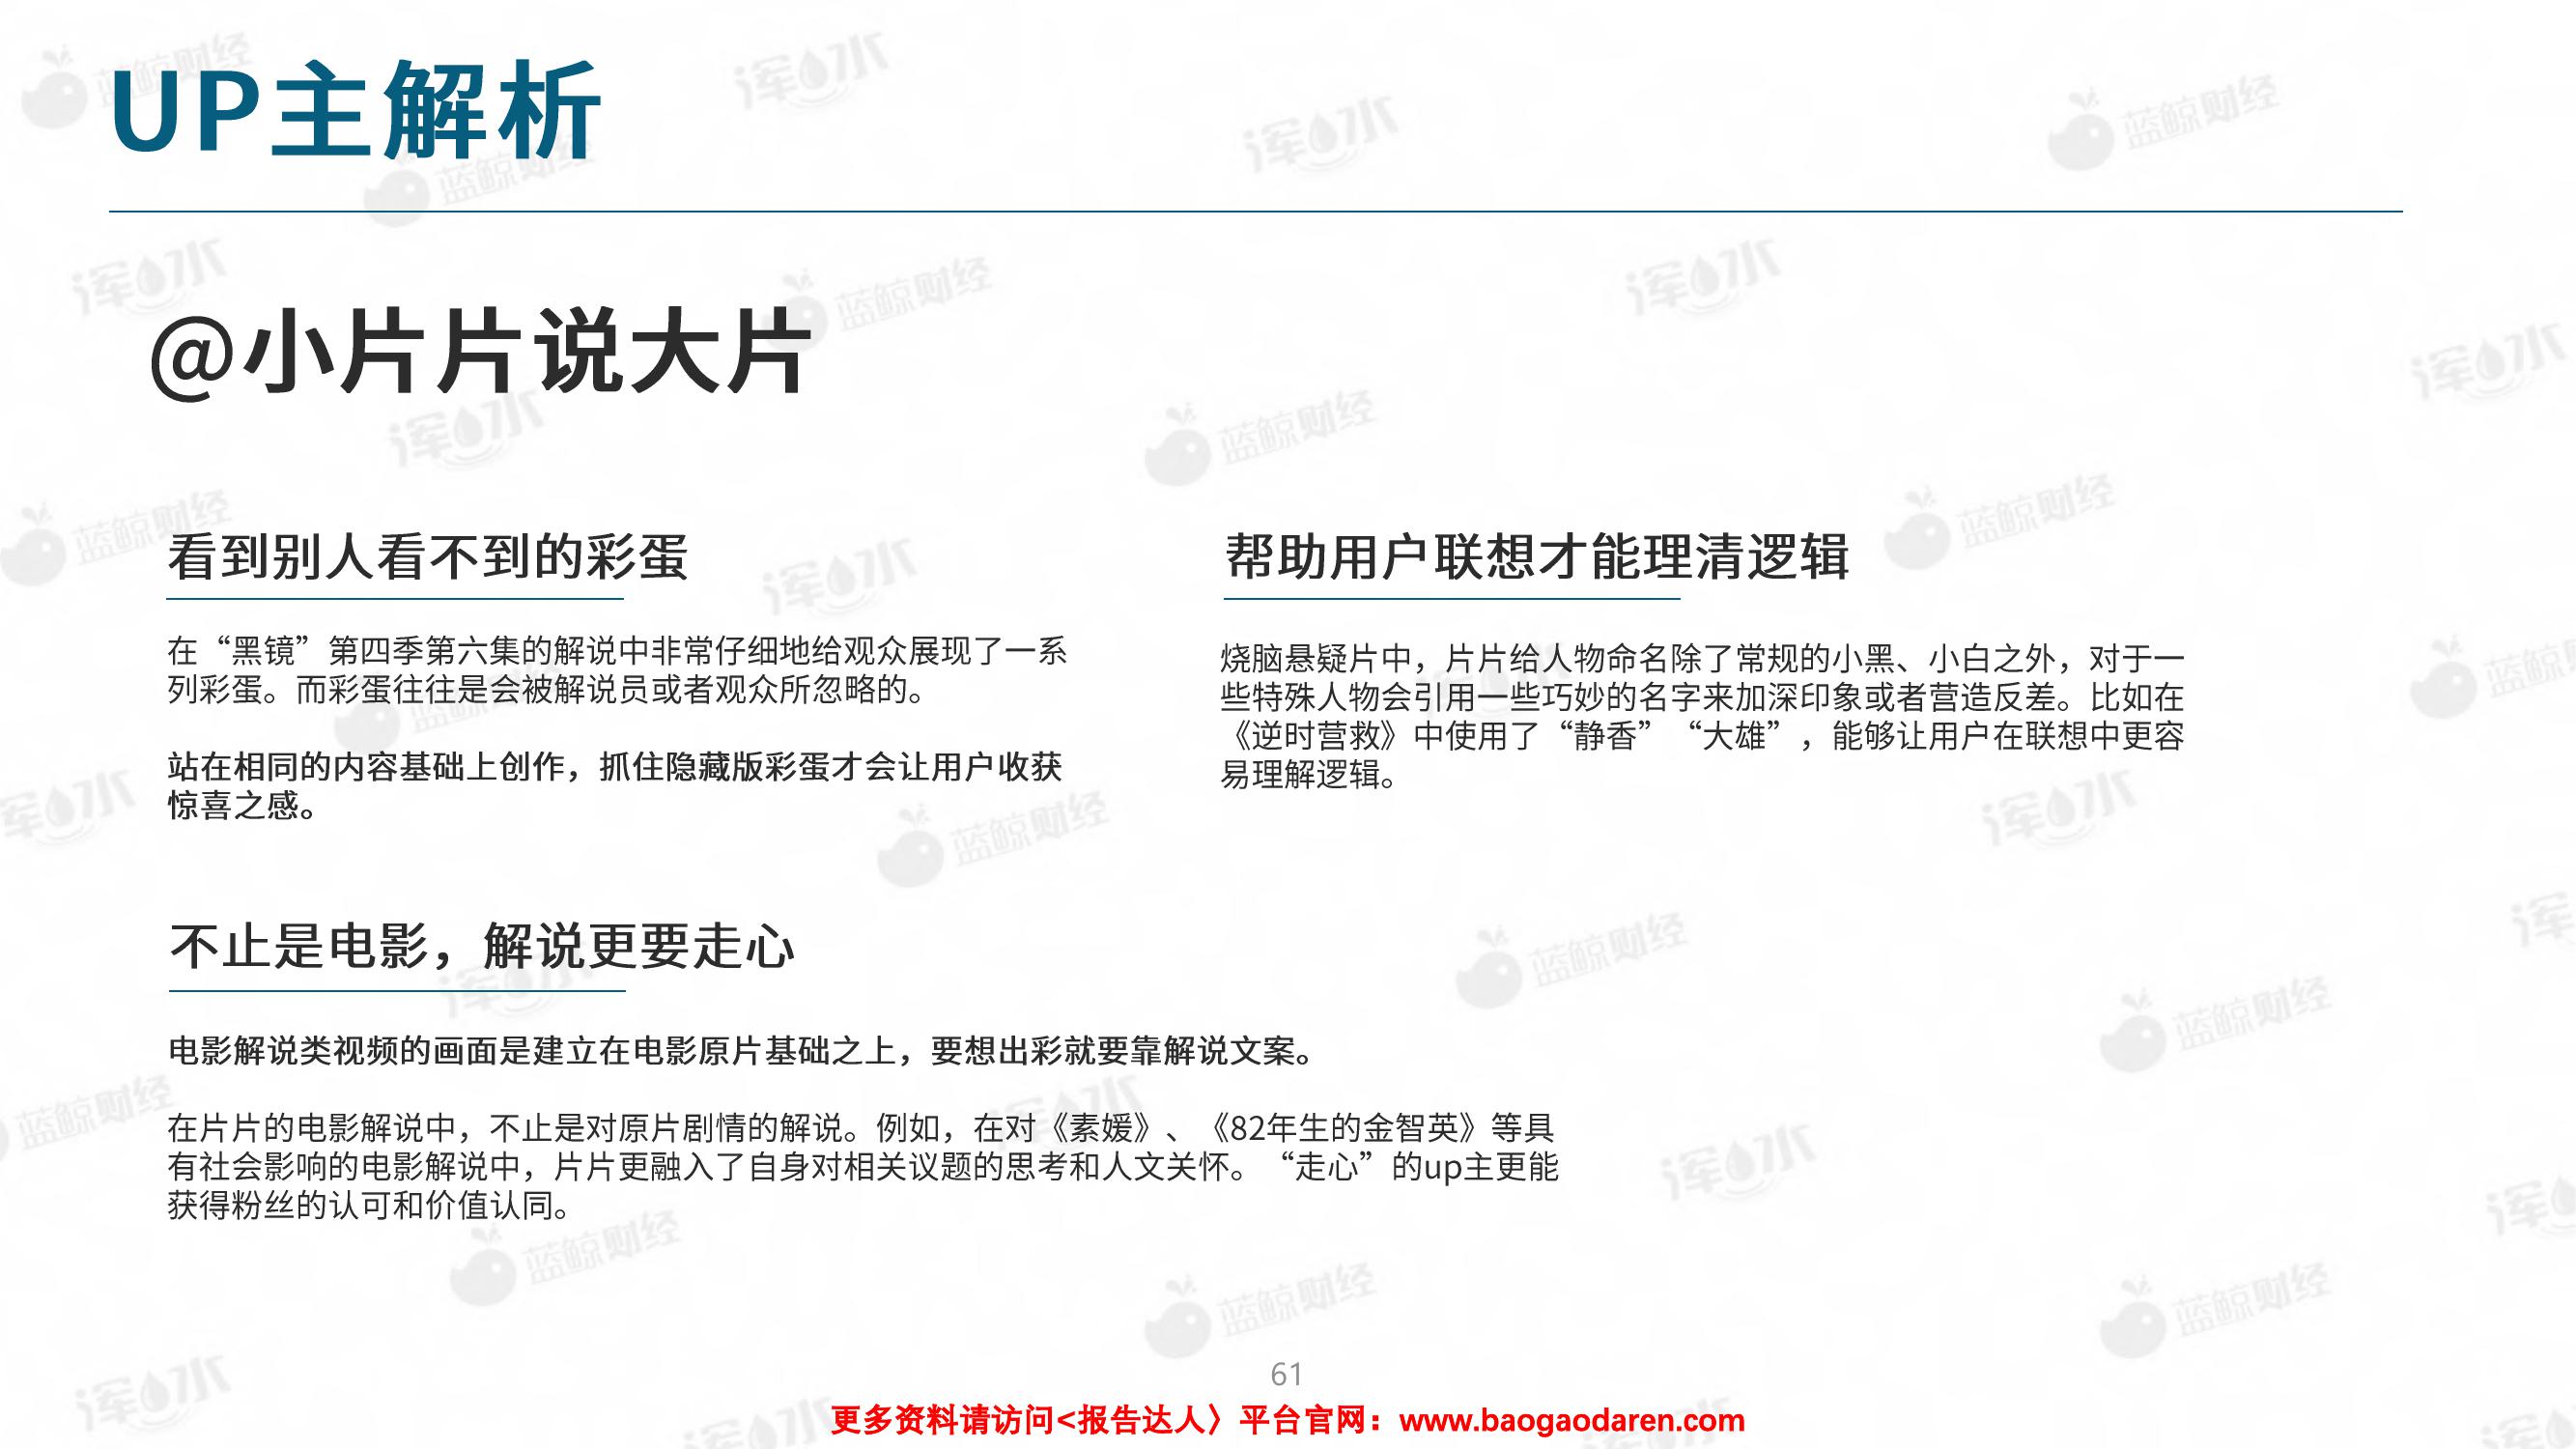 UP主解析
@小片片说大片
看到别人看不到的彩蛋
在“黑镜”第四季第六集的解说中非常仔细地给观众展现了一系
列彩蛋。而彩蛋往往是会被解说员或者观众所忽略的。
站在相同的内容基础上创作，抓住隐藏版彩蛋才会让用户收获
惊喜之感。
帮助用户联想才能理清逻辑
烧脑悬疑片中，片片给人物命名除了常规的小黑、小白之外，对于一
些特殊人物会引用一些巧妙的名字来加深印象或者营造反差。比如在
《逆时营救》中使用了“静香”“大雄”，能够让用户在联想中更容
易理解逻辑。
不止是电影，解说更要走心
电影解说类视频的画面是建立在电影原片基础之上，要想出彩就要靠解说文案。
在片片的电影解说中，不止是对原片剧情的解说。例如，在对《素媛》、《82年生的金智英》等具
有社会影响的电影解说中，片片更融入了自身对相关议题的思考和人文关怀。“走心”的up主更能
获得粉丝的认可和价值认同。
61
更多资料请访问<报告达人〉平台官网：www.baogaodaren.com
蓝鲸财经
浑水